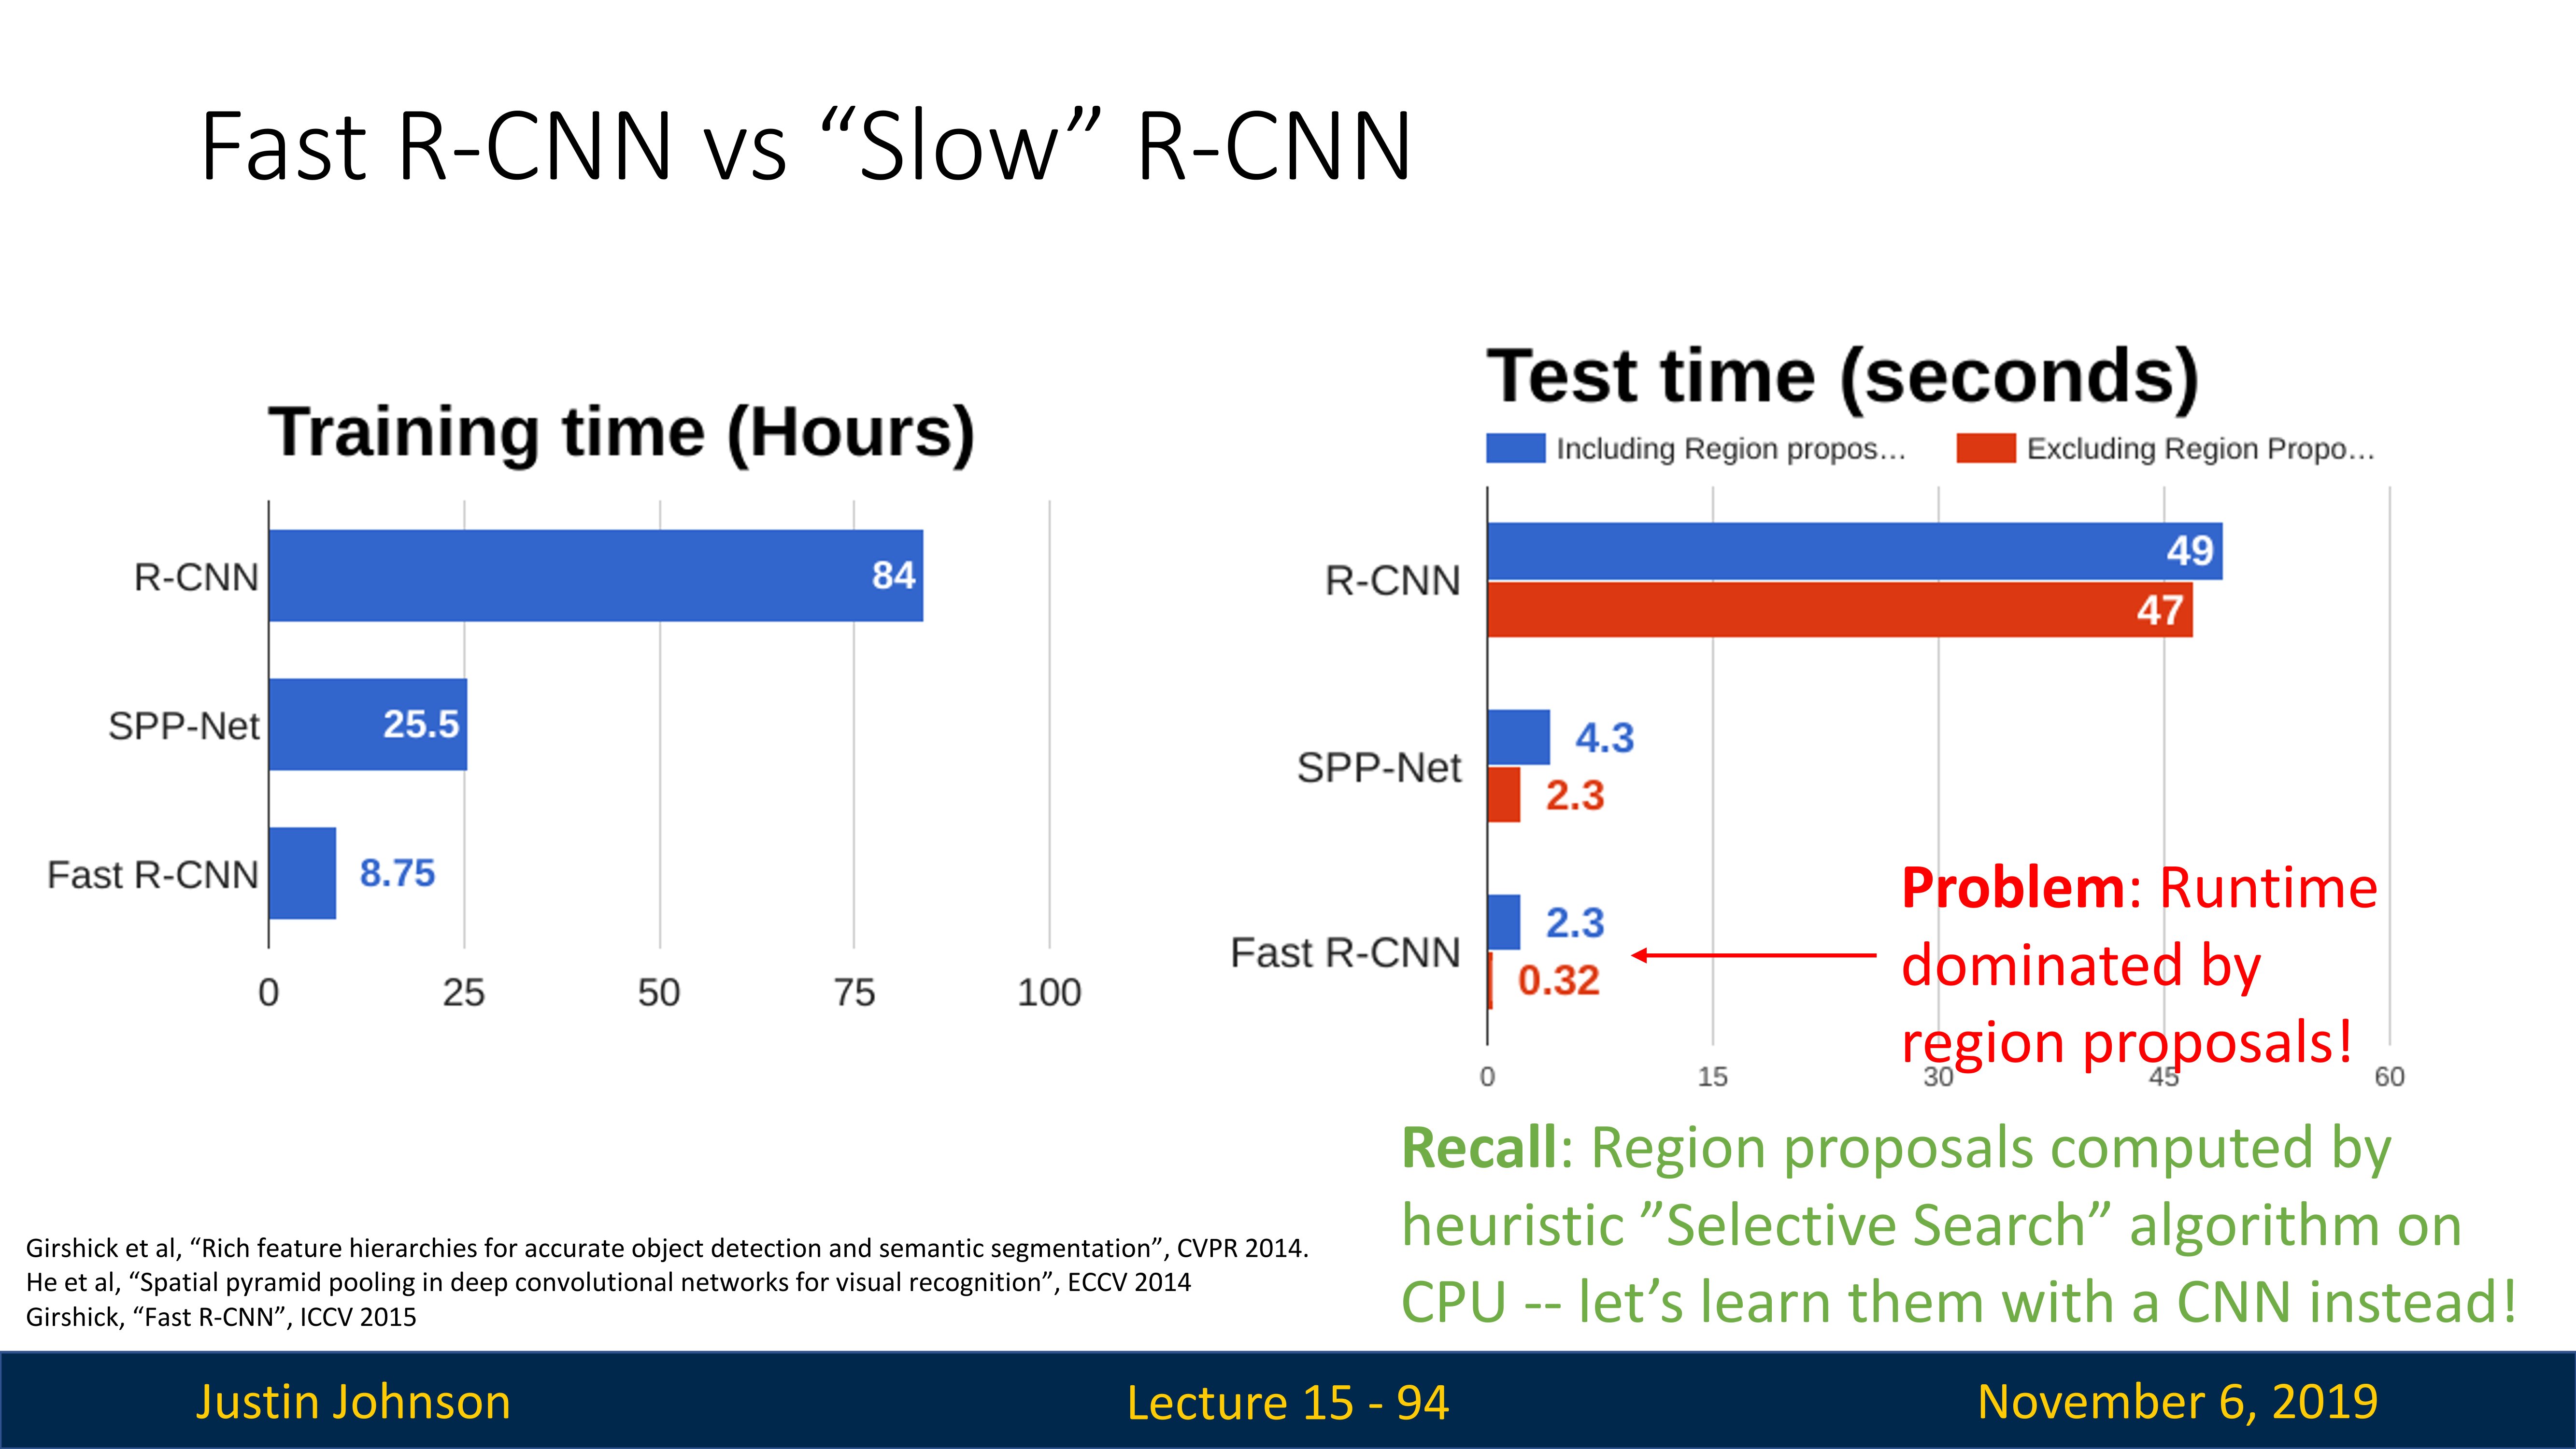 Fast R-CNN vs “Slow” R-CNN
Training time (Hours)
R-CNN
84
SPP-Net
25.5
Fast R-CNN
8.75
0 25 50 75 100
Test time (seconds)
Including Region propos...
Excluding Region Propo...
R-CNN
49
47
SPP-Net
4.3
2.3
Fast R-CNN
2.3
0.32
0 15 30 45 60
Problem: Runtime
dominated by
region proposals!
Recall: Region proposals computed by
heuristic ”Selective Search” algorithm on
CPU -- let’s learn them with a CNN instead!
Girshick et al, “Rich feature hierarchies for accurate object detection and semantic segmentation”, CVPR 2014.
He et al, “Spatial pyramid pooling in deep convolutional networks for visual recognition”, ECCV 2014
Girshick, “Fast R-CNN”, ICCV 2015
Justin Johnson
Lecture 15 - 94
November 6, 2019